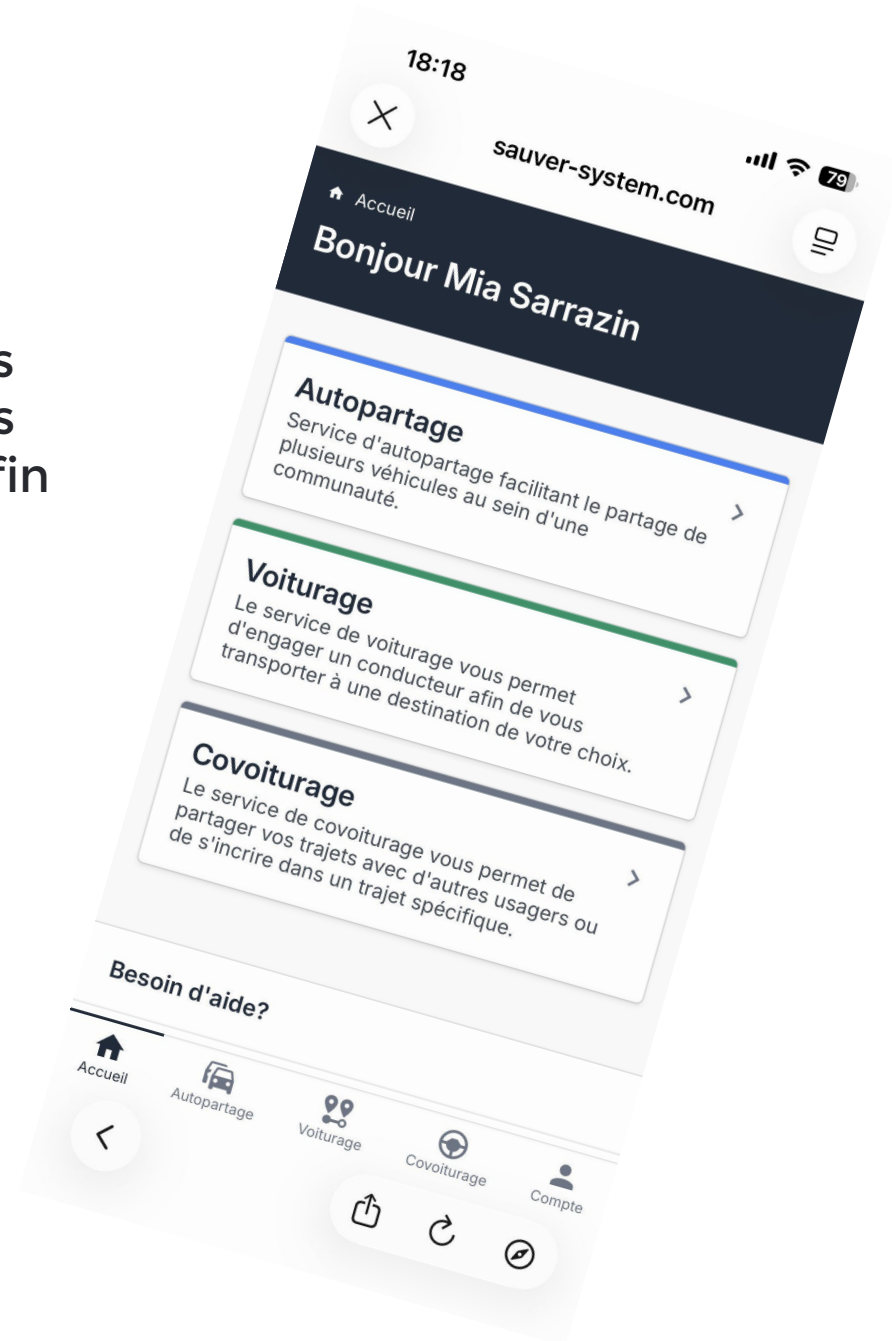 18:18
79
sauver-system.com
Accueil
Bonjour Mia Sarrazin
s
s
fin
Autopartage
Service d'autopartage facilitant le partage de
plusieurs véhicules au sein d'une
communauté.
Voiturage
Le service de voiturage vous permet
d'engager un conducteur afin de vous
transporter à une destination de votre choix.
Covoiturage
Le service de covoiturage vous permet de
partager vos trajets avec d'autres usagers ou
de s'incrire dans un trajet spécifique.
Besoin d'aide?
Accueil
Autopartage
Voiturage
Covoiturage
Compte